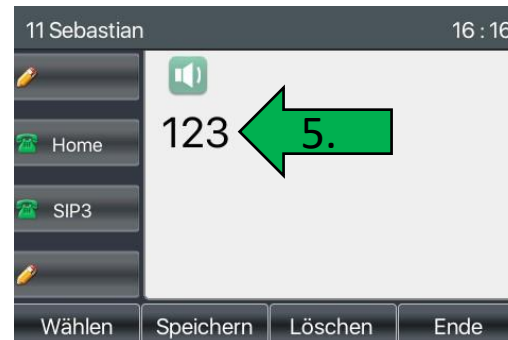 11 Sebastian 16 : 16
123 5.
Home
SIP3
Wählen Speichern Löschen Ende